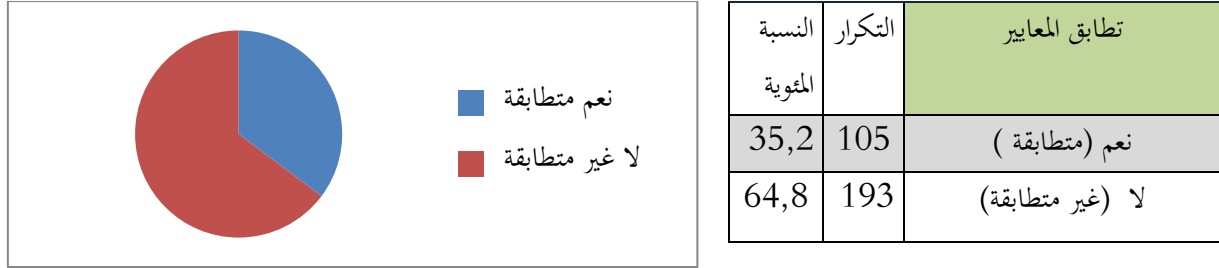 تطابق المعايير التكرار النسبة
المئوية
نعم (متطابقة ) 105 35,2
لا (غير متطابقة) 193 64,8
نعم متطابقة
لا غير متطابقة